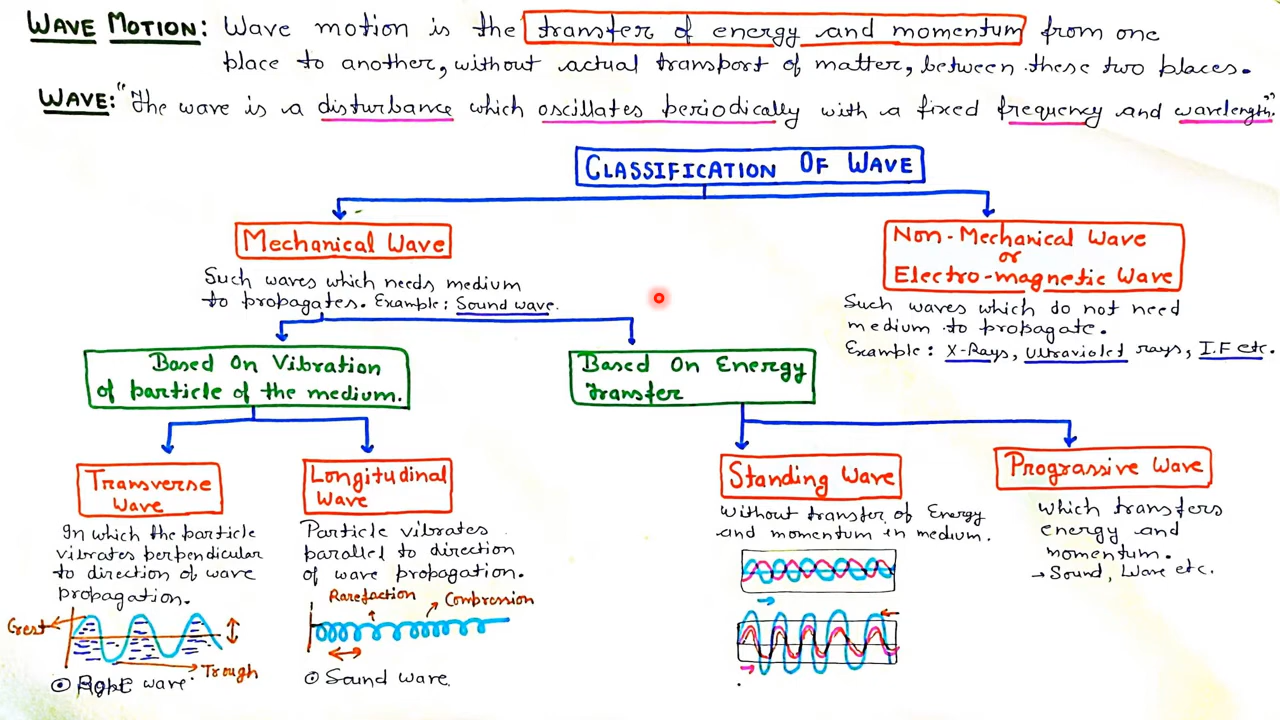 WAVE MOTION: Wave motion is the transfer of energy and momentum from one
place to another, without actual transport of matter, between these two places.
WAVE: "The wave is a disturbance which oscillates periodically with a fixed frequency and wavelength."
CLASSIFICATION OF WAVE
Mechanical Wave
Such waves which needs medium
to propagates. Example: Sound wave.
Non-Mechanical Wave
or
Electro-magnetic Wave
Such waves which do not need
medium to propagate.
Example: X-Rays, Ultraviolet rays, I.F etc.
Based On Vibration
of particle of the medium.
Based On Energy
Transfer
Transverse
Wave
In which the particle
vibrates perpendicular
to direction of wave
propagation.
Crest
Trough
wave
Longitudinal
Wave
Particle vibrates
parallel to direction
of wave propagation.
Rarefaction
Compression
Sound wave.
Standing Wave
Without transfer of Energy
and momentum in medium.
Prograssive Wave
Which transfers
energy and
momentum.
→ Sound, Wave etc.